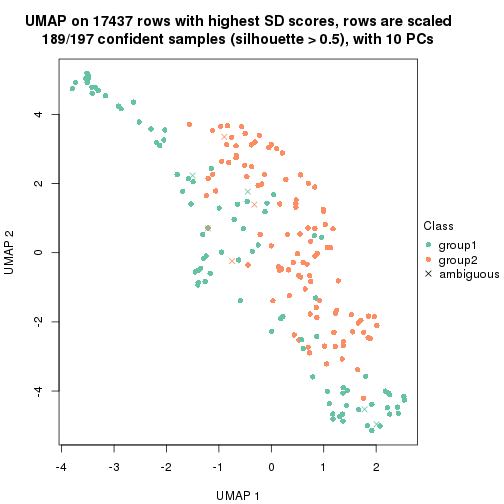 UMAP on 17437 rows with highest SD scores, rows are scaled
189/197 confident samples (silhouette > 0.5), with 10 PCs
4
2
0
-2
-4
UMAP 2
-4 -3 -2 -1 0 1 2
UMAP 1
Class
group1
group2
ambiguous